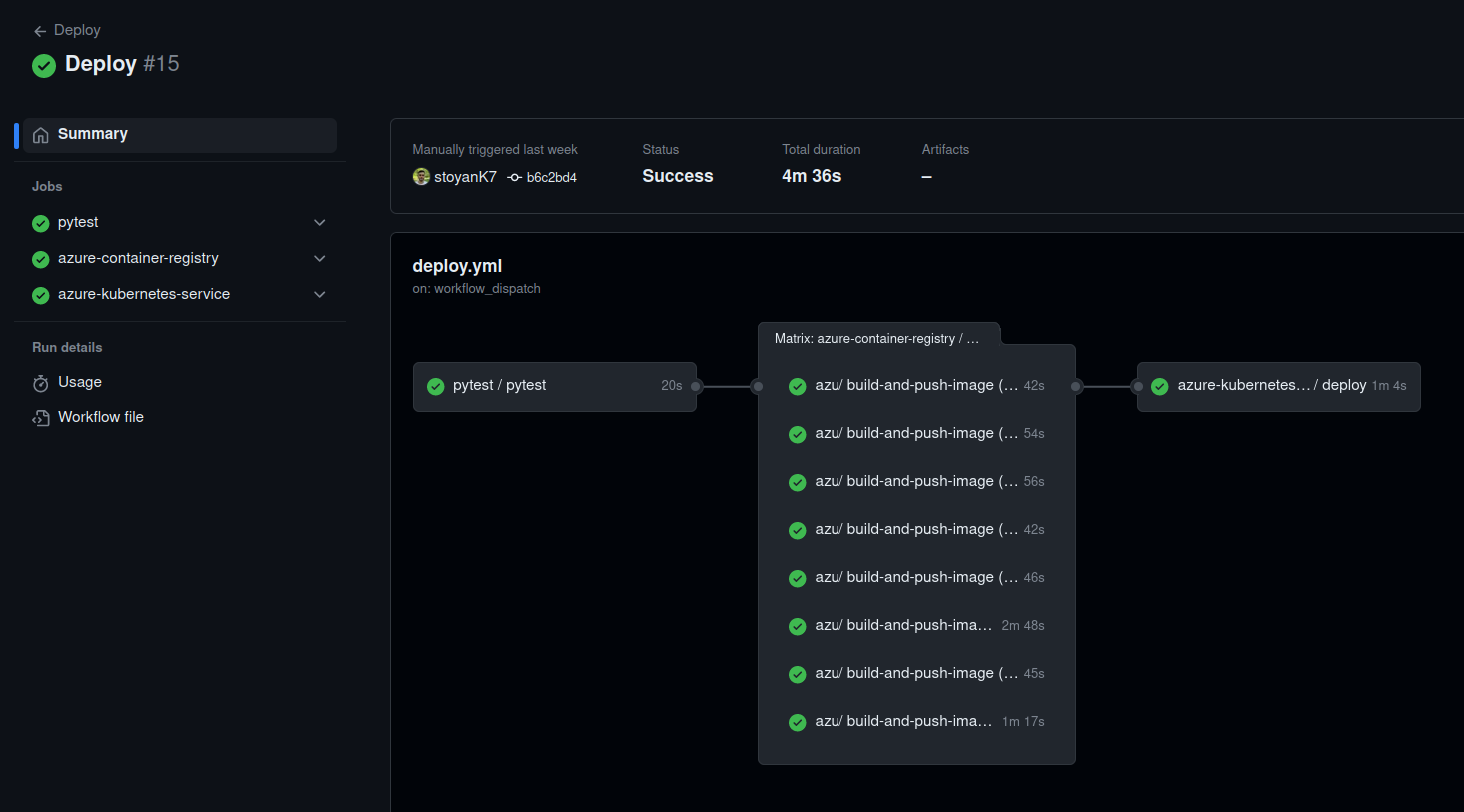 Deploy
Deploy #15
Summary
Jobs
pytest
azure-container-registry
azure-kubernetes-service
Run details
Usage
Workflow file
Manually triggered last week
stoyanK7 b6c2bd4
Status
Success
Total duration
4m 36s
Artifacts
–
deploy.yml
on: workflow_dispatch
pytest / pytest 20s
Matrix: azure-container-registry / …
azu/ build-and-push-image (… 42s
azu/ build-and-push-image (… 54s
azu/ build-and-push-image (… 56s
azu/ build-and-push-image (… 42s
azu/ build-and-push-image (… 46s
azu/ build-and-push-ima… 2m 48s
azu/ build-and-push-image (… 45s
azu/ build-and-push-ima… 1m 17s
azure-kubernetes… / deploy 1m 4s